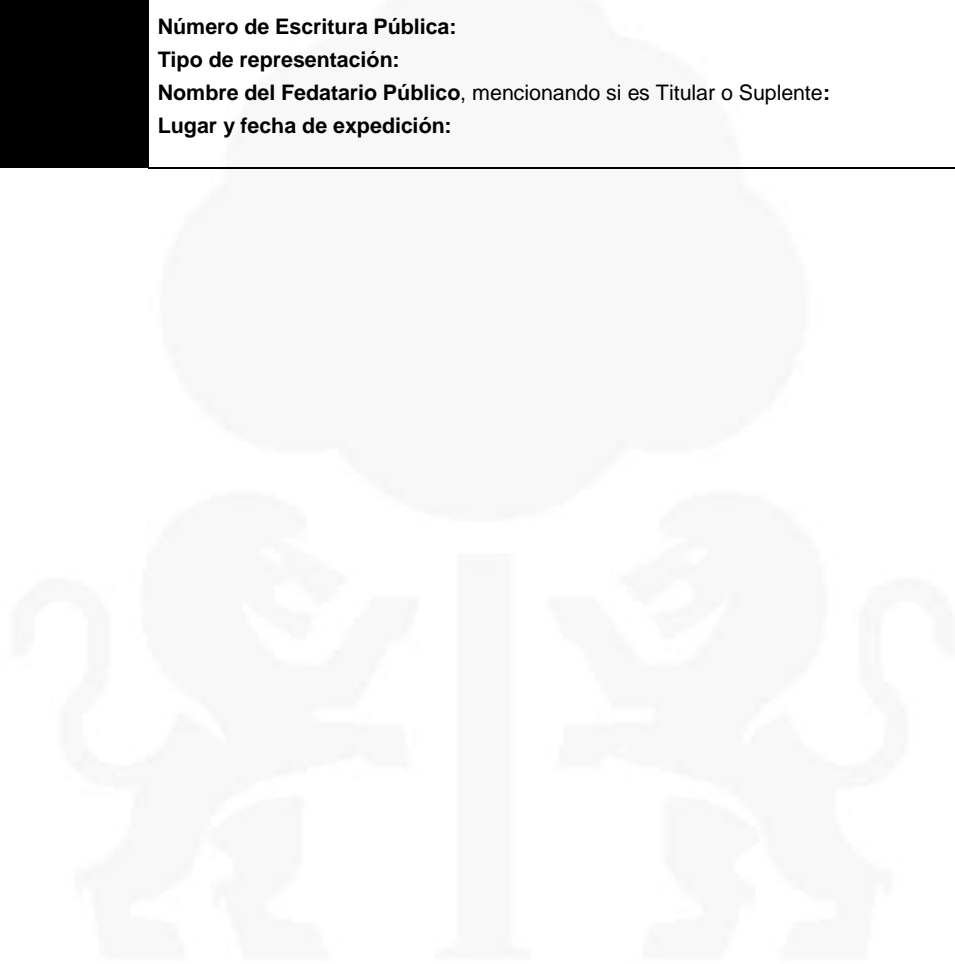 Número de Escritura Pública:
Tipo de representación:
Nombre del Fedatario Público, mencionando si es Titular o Suplente:
Lugar y fecha de expedición: